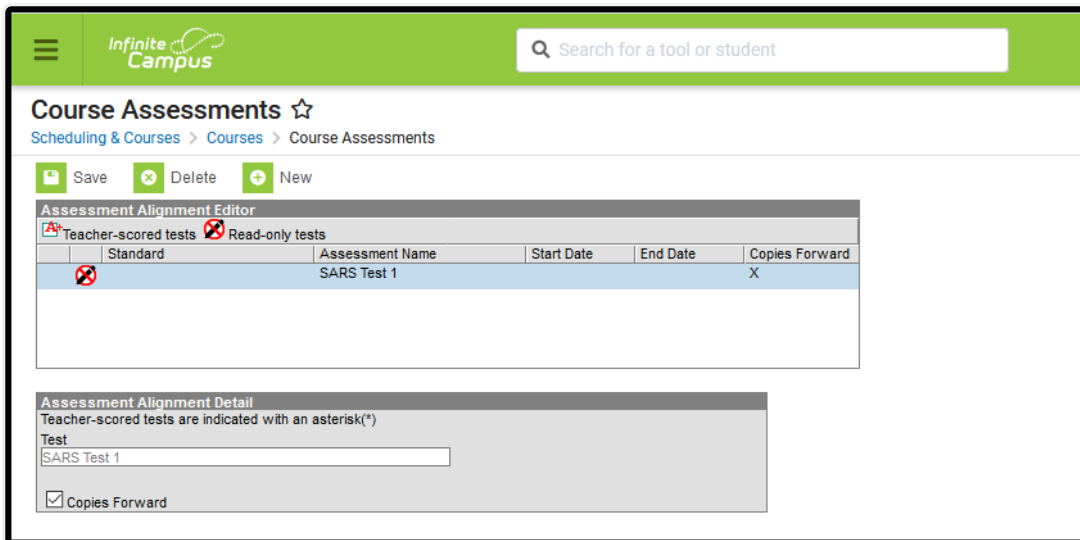 Infinite Campus
Search for a tool or student
Course Assessments
Scheduling & Courses > Courses > Course Assessments
Save Delete New
Assessment Alignment Editor
A+ Teacher-scored tests Read-only tests
Standard Assessment Name Start Date End Date Copies Forward
SARS Test 1 X
Assessment Alignment Detail
Teacher-scored tests are indicated with an asterisk(*)
Test
SARS Test 1
Copies Forward